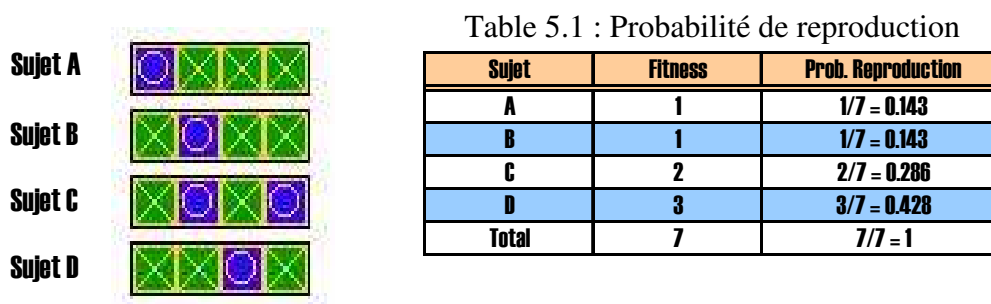 Sujet A
Sujet B
Sujet C
Sujet D
Table 5.1 : Probabilité de reproduction
Sujet Fitness Prob. Reproduction
A 1 1/7 = 0.143
B 1 1/7 = 0.143
C 2 2/7 = 0.286
D 3 3/7 = 0.428
Total 7 7/7 = 1